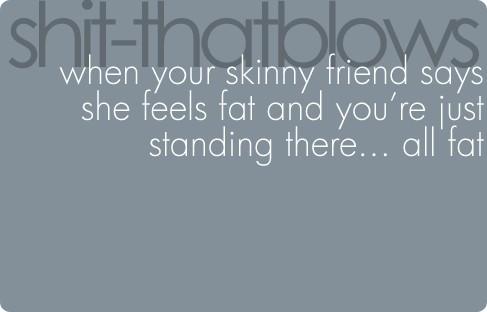 shit-thatblows
when your skinny friend says
she feels fat and you're just
standing there... all fat